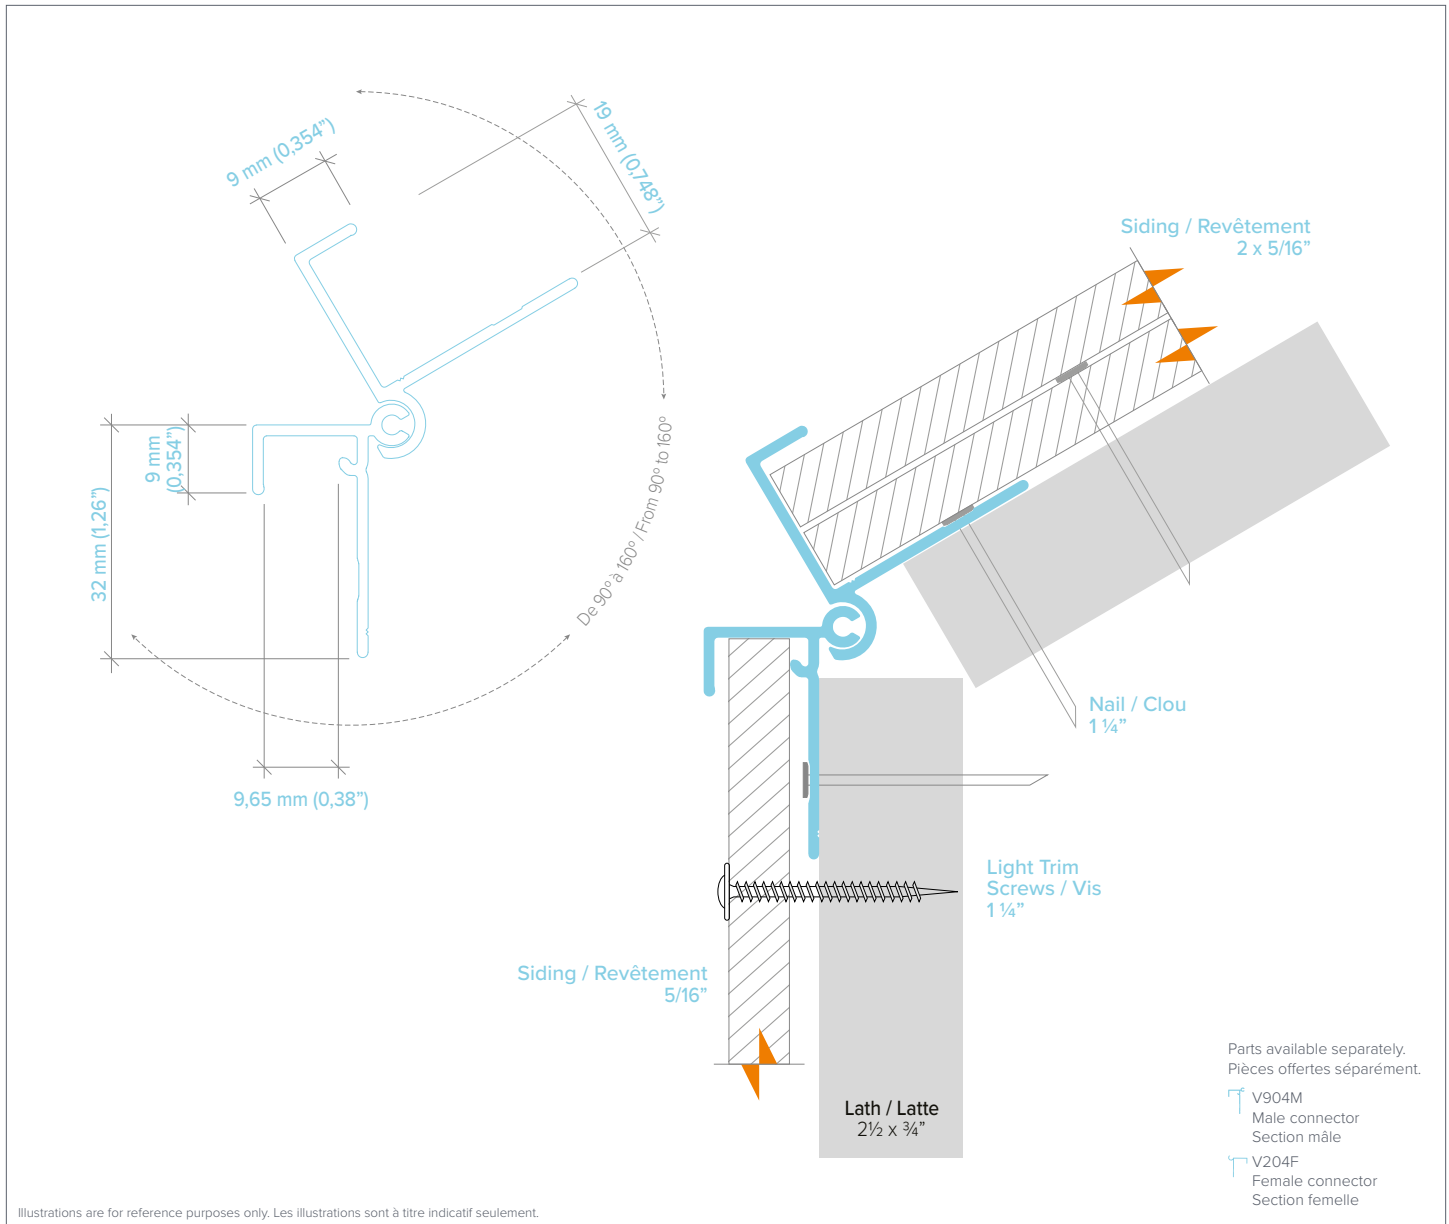 9 mm (0,354”)
19 mm (0,748”)
Siding / Revêtement
2 x 5/16”
9 mm
(0,354”)
32 mm (1,26”)
De 90º à 160º / From 90º to 160º
9,65 mm (0,38”)
Nail / Clou
1 ¼”
Light Trim
Screws / Vis
1 ¼”
Siding / Revêtement
5/16”
Lath / Latte
2½ x ¾”
Parts available separately.
Pièces offertes séparément.
V904M
Male connector
Section mâle
V204F
Female connector
Section femelle
Illustrations are for reference purposes only. Les illustrations sont à titre indicatif seulement.